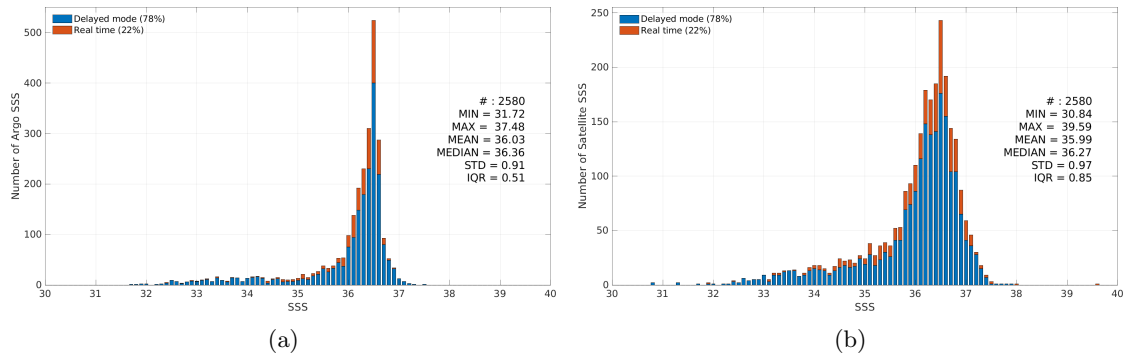 Delayed mode (78%)
Real time (22%)
500
400
300
200
100
0
Number of Argo SSS
# : 2580
MIN = 31.72
MAX = 37.48
MEAN = 36.03
MEDIAN = 36.36
STD = 0.91
IQR = 0.51
30 31 32 33 34 35 36 37 38 39 40
SSS
(a)
Delayed mode (78%)
Real time (22%)
250
200
150
100
50
0
Number of Satellite SSS
# : 2580
MIN = 30.84
MAX = 39.59
MEAN = 35.99
MEDIAN = 36.27
STD = 0.97
IQR = 0.85
30 31 32 33 34 35 36 37 38 39 40
SSS
(b)